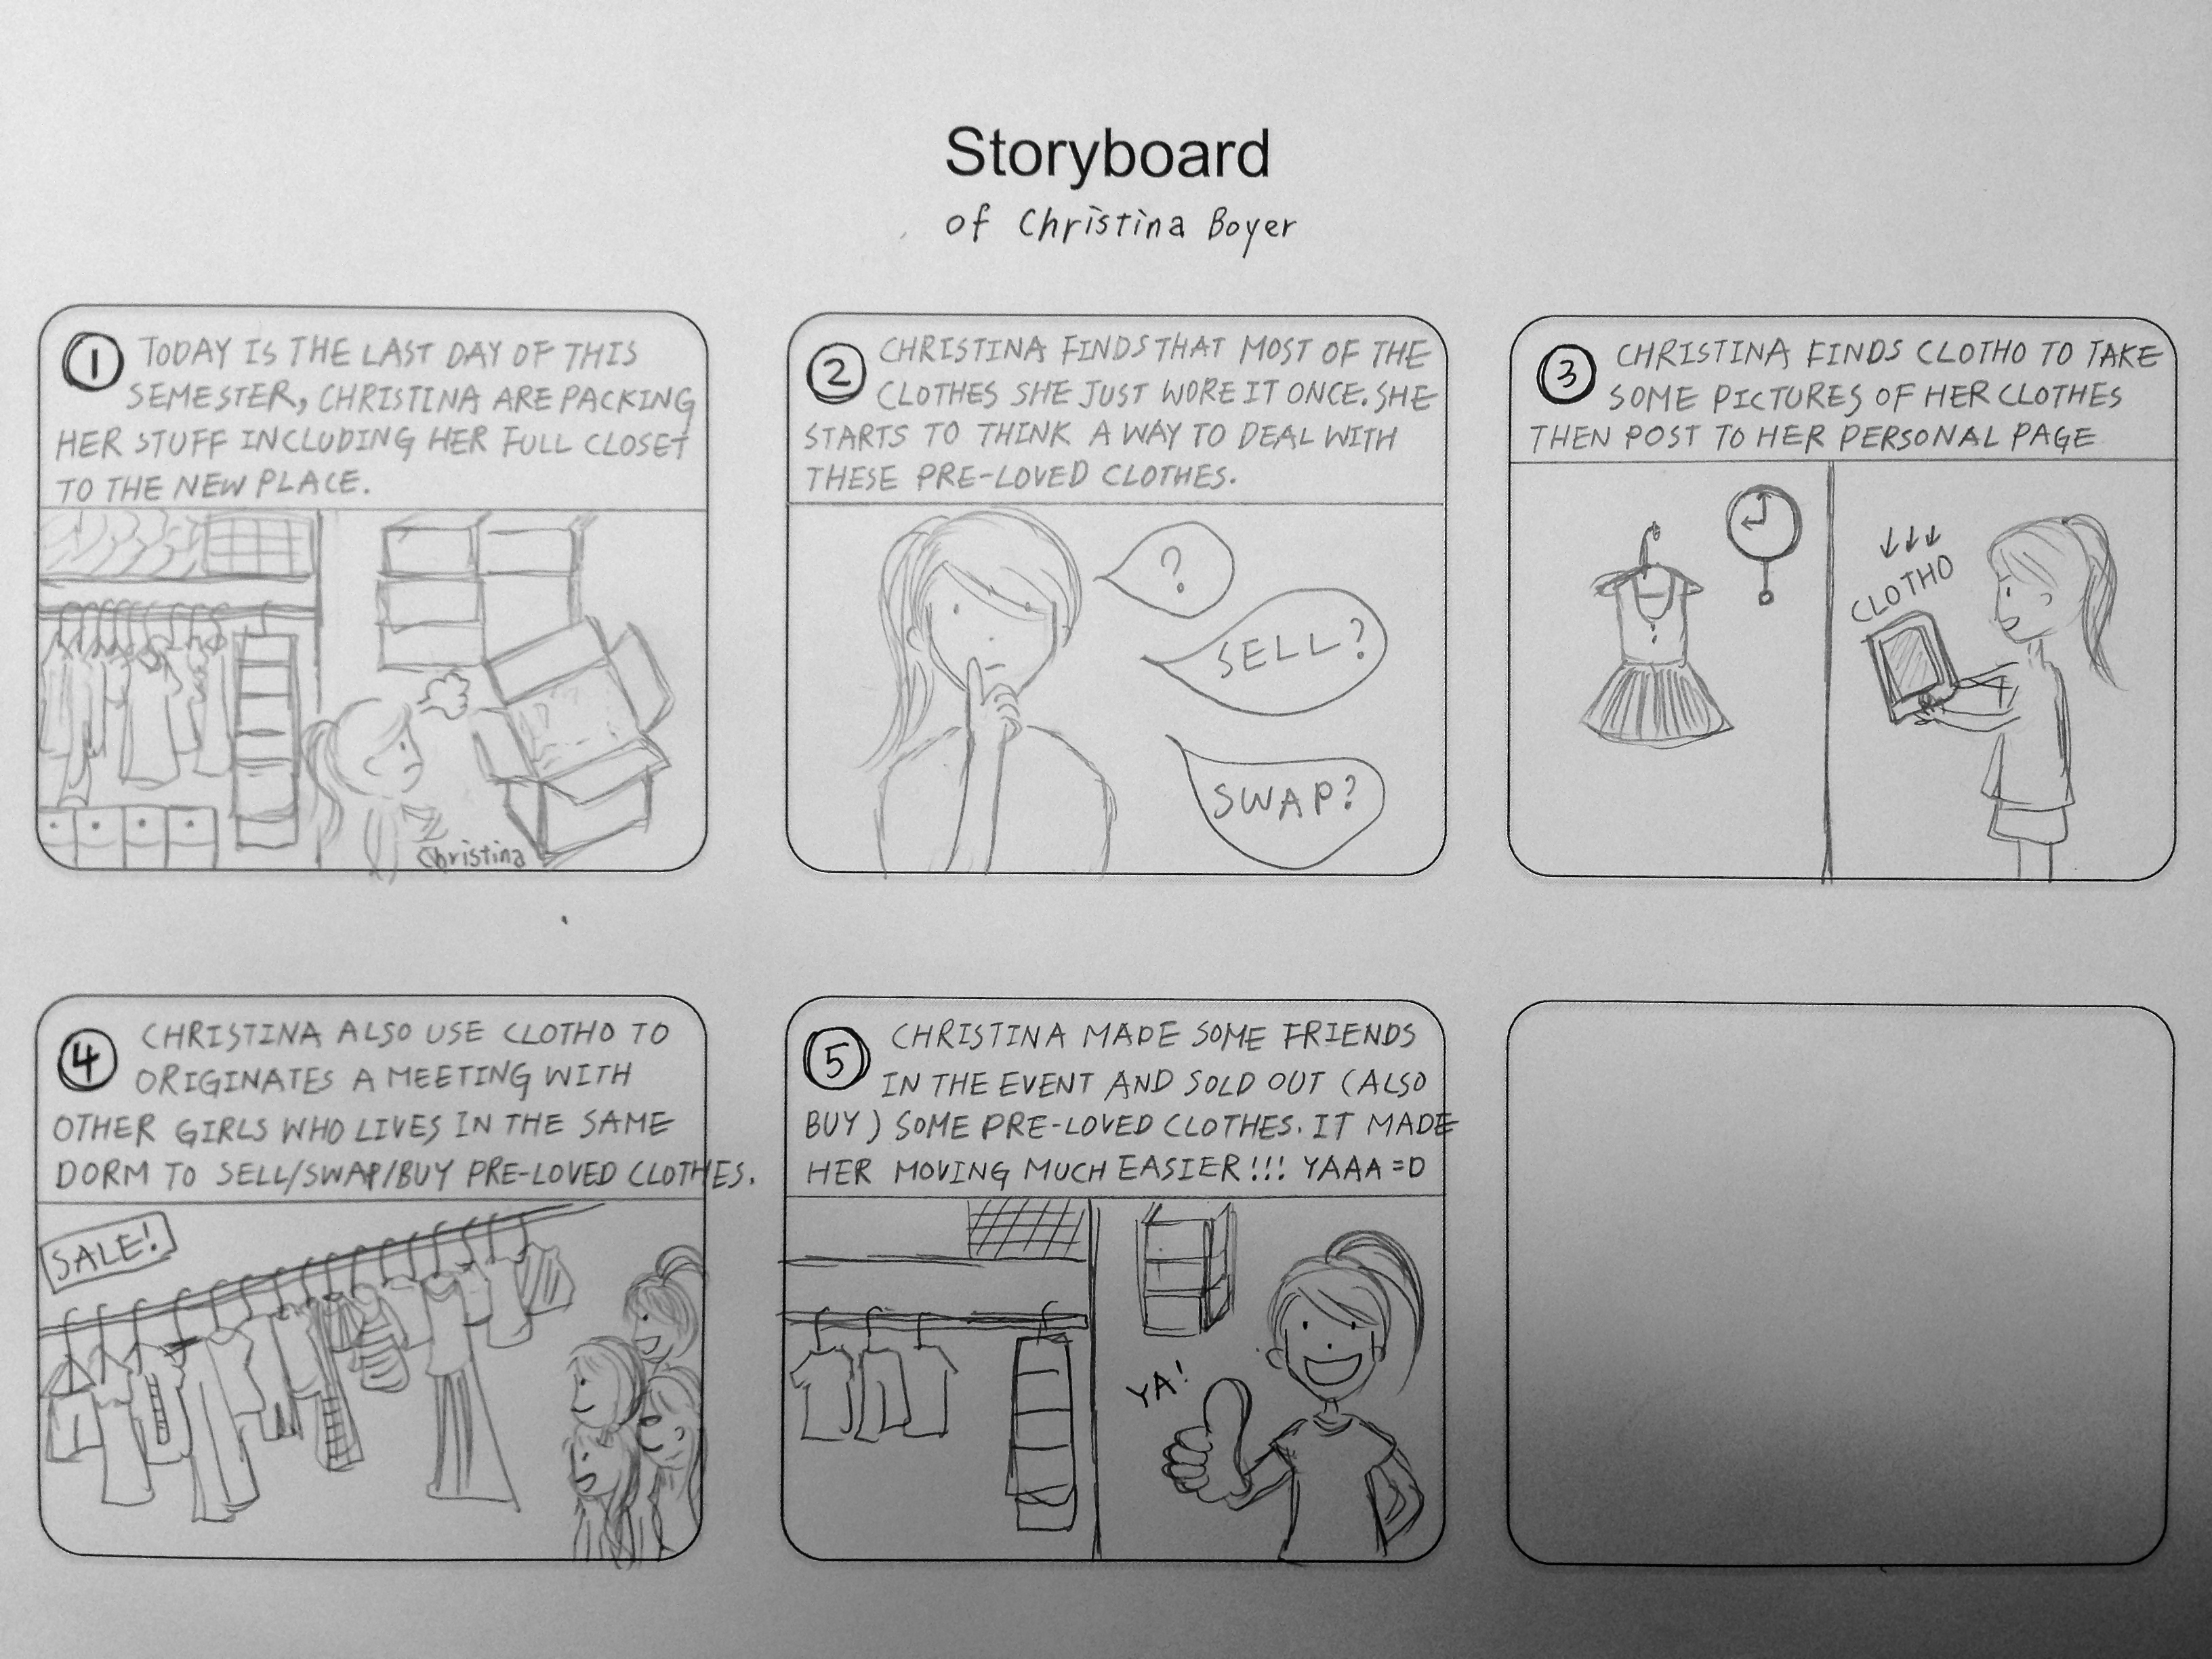 Storyboard
of Christina Boyer
1 TODAY IS THE LAST DAY OF THIS
SEMESTER, CHRISTINA ARE PACKING
HER STUFF INCLUDING HER FULL CLOSET
TO THE NEW PLACE.
Christina
2 CHRISTINA FINDS THAT MOST OF THE
CLOTHES SHE JUST WORE IT ONCE. SHE
STARTS TO THINK A WAY TO DEAL WITH
THESE PRE-LOVED CLOTHES.
?
SELL?
SWAP?
3 CHRISTINA FINDS CLOTHO TO TAKE
SOME PICTURES OF HER CLOTHES
THEN POST TO HER PERSONAL PAGE
↓↓↓
CLOTHO
4 CHRISTINA ALSO USE CLOTHO TO
ORIGINATES A MEETING WITH
OTHER GIRLS WHO LIVES IN THE SAME
DORM TO SELL/SWAP/BUY PRE-LOVED CLOTHES.
SALE!
5 CHRISTINA MADE SOME FRIENDS
IN THE EVENT AND SOLD OUT (ALSO
BUY) SOME PRE-LOVED CLOTHES. IT MADE
HER MOVING MUCH EASIER!!! YAAA =D
YA!